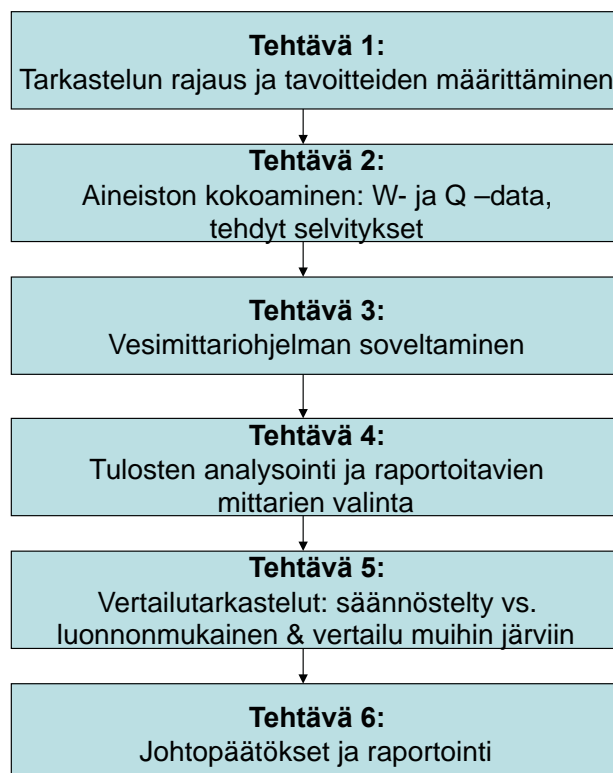 Tehtävä 1:
Tarkastelun rajaus ja tavoitteiden määrittäminen
Tehtävä 2:
Aineiston kokoaminen: W- ja Q –data,
tehdyt selvitykset
Tehtävä 3:
Vesimittariohjelman soveltaminen
Tehtävä 4:
Tulosten analysointi ja raportoitavien
mittarien valinta
Tehtävä 5:
Vertailutarkastelut: säännöstelty vs.
luonnonmukainen & vertailu muihin järviin
Tehtävä 6:
Johtopäätökset ja raportointi